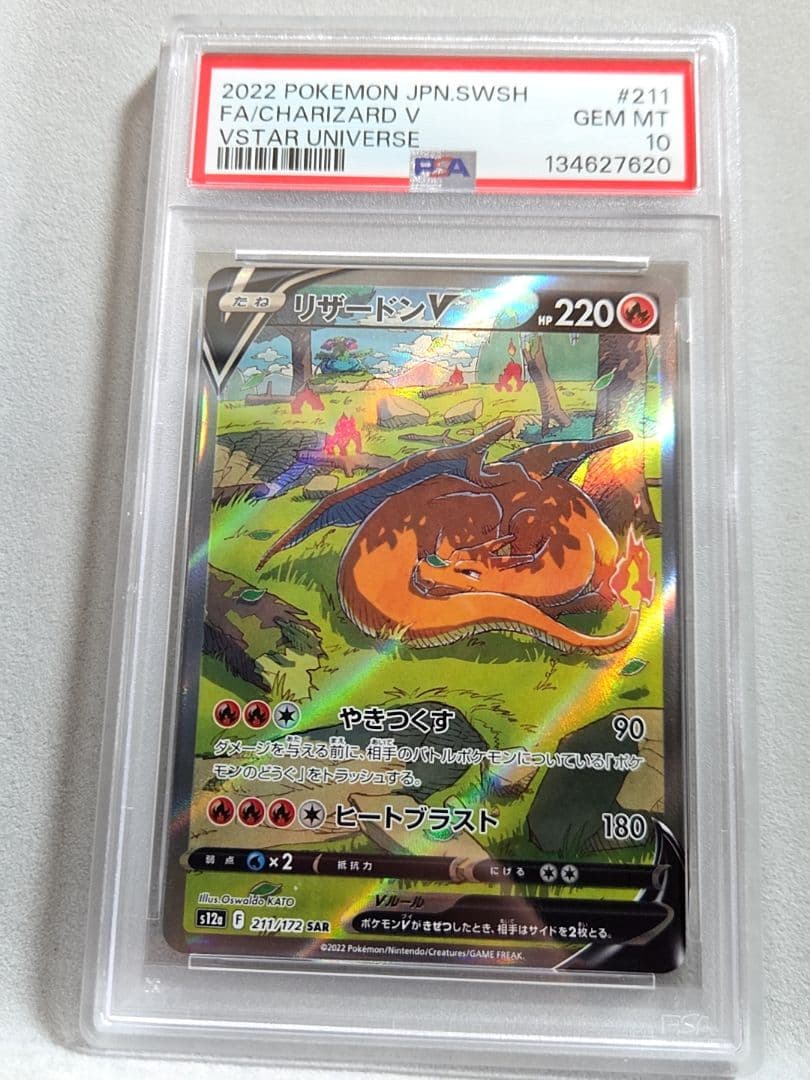 2022 POKEMON JPN.SWSH #211
FA/CHARIZARD V GEM MT
VSTAR UNIVERSE 10
PSA 134627620
たね リザードンV HP 220
やきつくす 90
ダメージを与える前に、相手のバトルポケモンについている「ポケ
モンのどうぐ」をトラッシュする。
ヒートブラスト 180
弱点 ×2 抵抗力 にげる
Illus. Oswaldo KATO Vルール
s12a F 211/172 SAR ポケモンVがきぜつしたとき、相手はサイドを2枚とる。
©2022 Pokémon/Nintendo/Creatures/GAME FREAK.